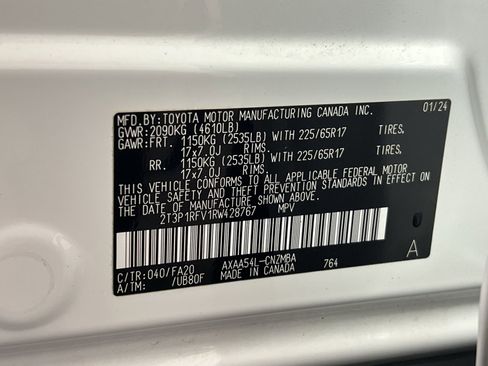 MFD.BY: TOYOTA MOTOR MANUFACTURING CANADA INC. 01/24
GVWR: 2090KG (4610LB)
GAWR: FRT. 1150KG (2535LB) WITH 225/65R17 TIRES,
17x7.0J RIMS.
RR. 1150KG (2535LB) WITH 225/65R17 TIRES,
17x7.0J RIMS.
THIS VEHICLE CONFORMS TO ALL APPLICABLE FEDERAL MOTOR
VEHICLE SAFETY AND THEFT PREVENTION STANDARDS IN EFFECT
ON THE DATE OF MANUFACTURE SHOWN ABOVE.
2T3P1RFV1RW428767 MPV
C/TR: 040/FA20 AXAA54L-CNZMBA A
A/TM: /UB80F MADE IN CANADA 764